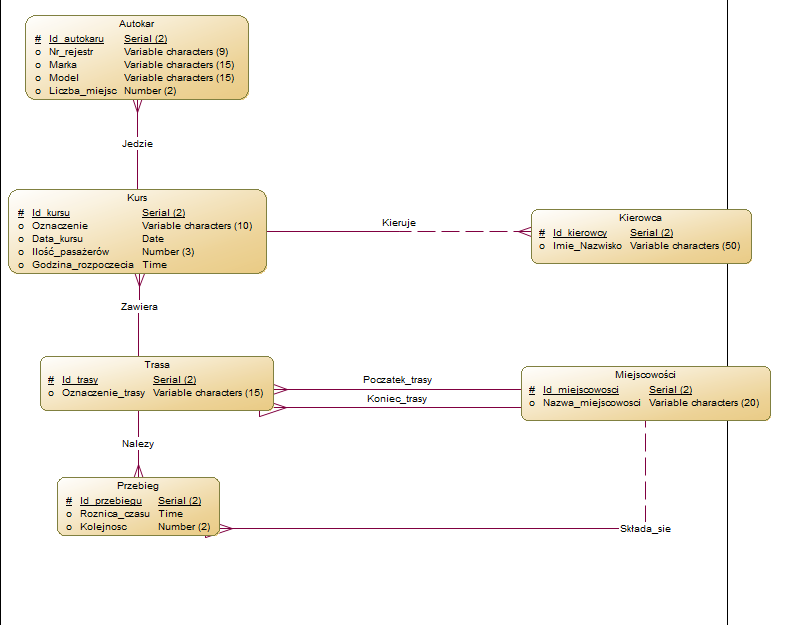 Autokar
# Id_autokaru Serial (2)
o Nr_rejestr Variable characters (9)
o Marka Variable characters (15)
o Model Variable characters (15)
o Liczba_miejsc Number (2)
Jedzie
Kurs
# Id_kursu Serial (2)
o Oznaczenie Variable characters (10)
o Data_kursu Date
o Ilość_pasażerów Number (3)
o Godzina_rozpoczecia Time
Kieruje
Kierowca
# Id_kierowcy Serial (2)
o Imie_Nazwisko Variable characters (50)
Zawiera
Trasa
# Id_trasy Serial (2)
o Oznaczenie_trasy Variable characters (15)
Poczatek_trasy
Koniec_trasy
Miejscowości
# Id_miejscowosci Serial (2)
o Nazwa_miejscowosci Variable characters (20)
Nalezy
Przebieg
# Id_przebiegu Serial (2)
o Roznica_czasu Time
o Kolejnosc Number (2)
Składa_sie